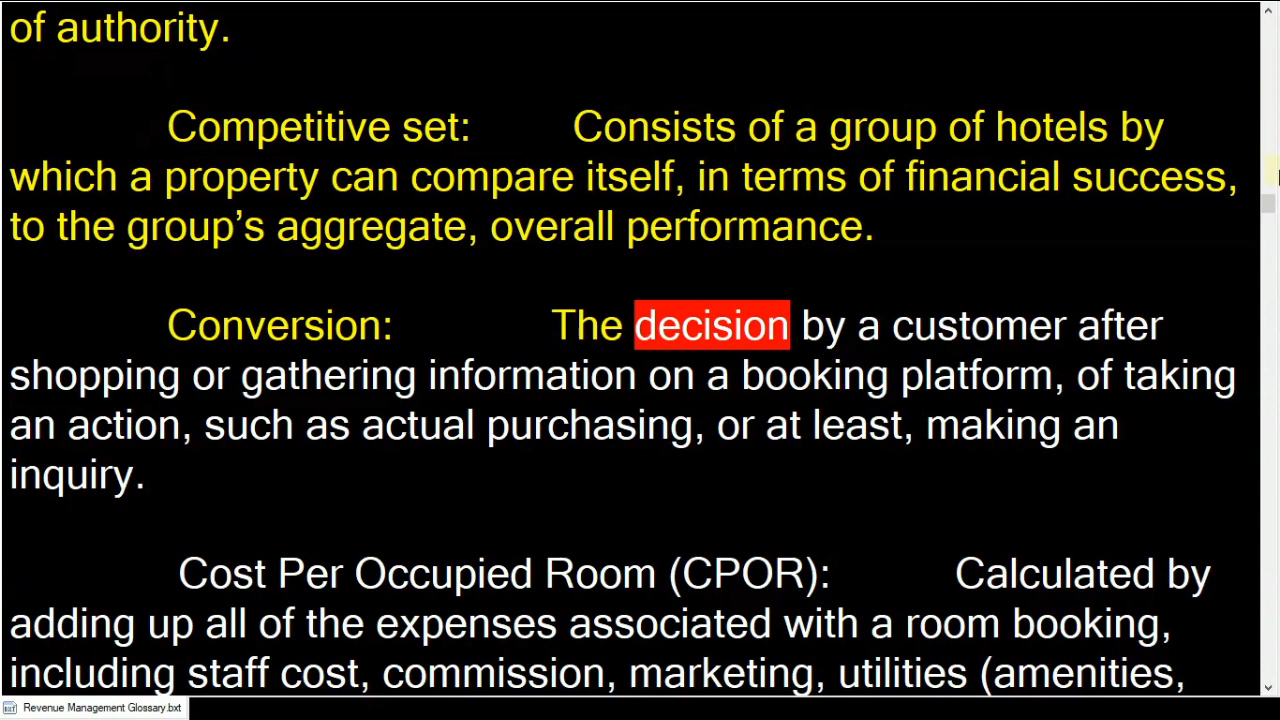 of authority.
Competitive set: Consists of a group of hotels by
which a property can compare itself, in terms of financial success,
to the group’s aggregate, overall performance.
Conversion: The decision by a customer after
shopping or gathering information on a booking platform, of taking
an action, such as actual purchasing, or at least, making an
inquiry.
Cost Per Occupied Room (CPOR): Calculated by
adding up all of the expenses associated with a room booking,
including staff cost, commission, marketing, utilities (amenities,
Revenue Management Glossary.bxt